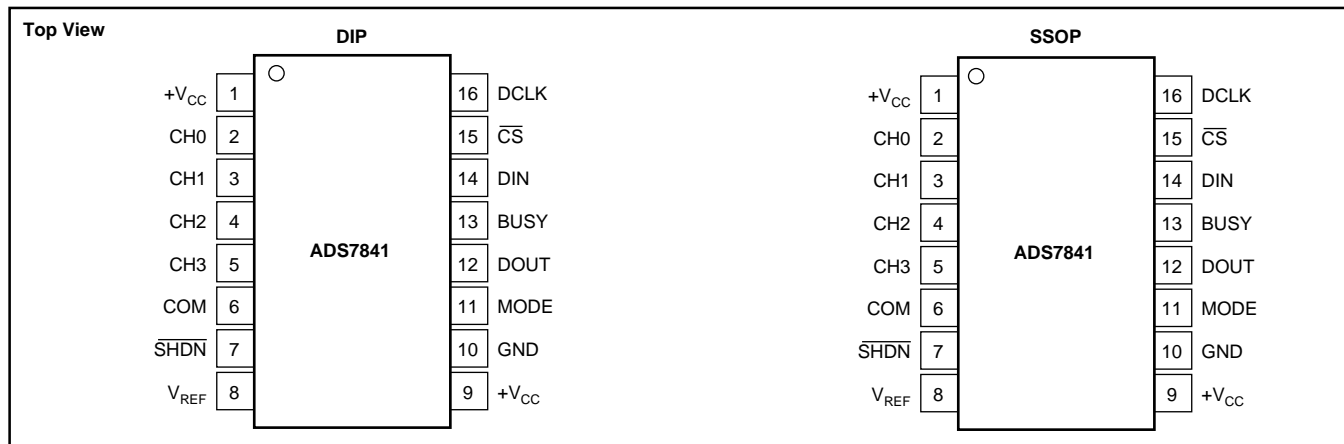 Top View
DIP
+VCC 1
CH0 2
CH1 3
CH2 4
CH3 5
COM 6
SHDN 7
VREF 8
ADS7841
16 DCLK
15 CS
14 DIN
13 BUSY
12 DOUT
11 MODE
10 GND
9 +VCC
SSOP
+VCC 1
CH0 2
CH1 3
CH2 4
CH3 5
COM 6
SHDN 7
VREF 8
ADS7841
16 DCLK
15 CS
14 DIN
13 BUSY
12 DOUT
11 MODE
10 GND
9 +VCC